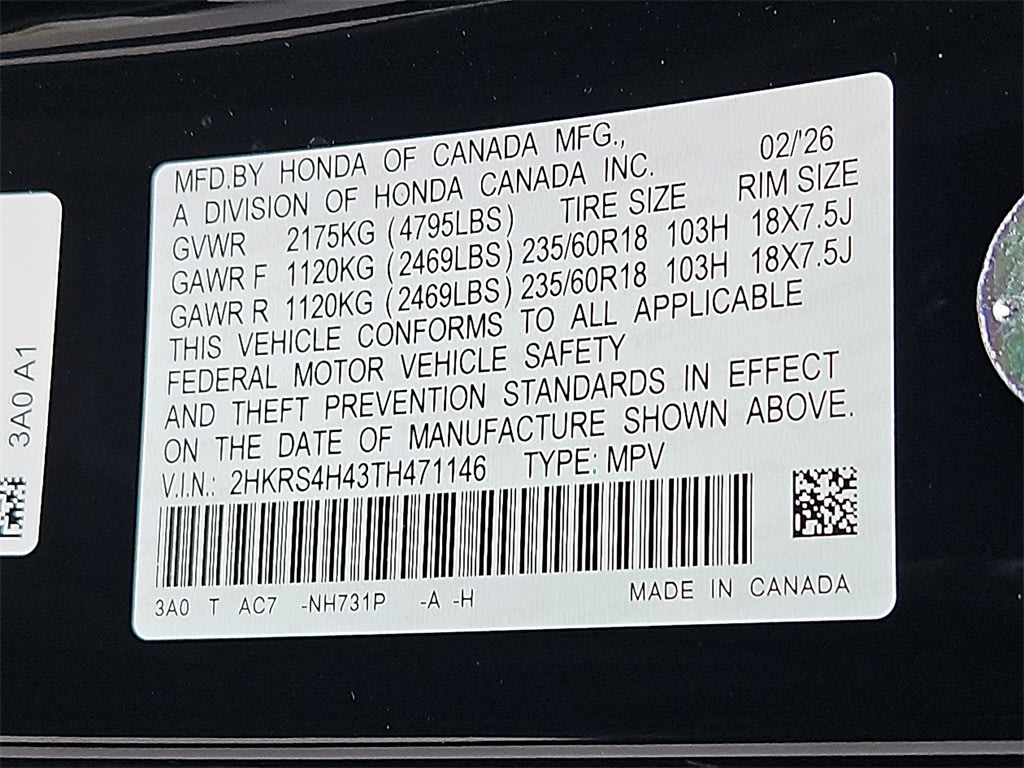 MFD.BY HONDA OF CANADA MFG., 02/'26
A DIVISION OF HONDA CANADA INC.
GVWR 2175KG (4795LBS) TIRE SIZE RIM SIZE
GAWR F 1120KG (2469LBS) 235/60R18 103H 18X7.5J
GAWR R 1120KG (2469LBS) 235/60R18 103H 18X7.5J
THIS VEHICLE CONFORMS TO ALL APPLICABLE
FEDERAL MOTOR VEHICLE SAFETY
AND THEFT PREVENTION STANDARDS IN EFFECT
ON THE DATE OF MANUFACTURE SHOWN ABOVE.
V.I.N.: 2HKRS4H43TH471146 TYPE: MPV
3A0 T AC7 -NH731P -A -H MADE IN CANADA
3A0 A1